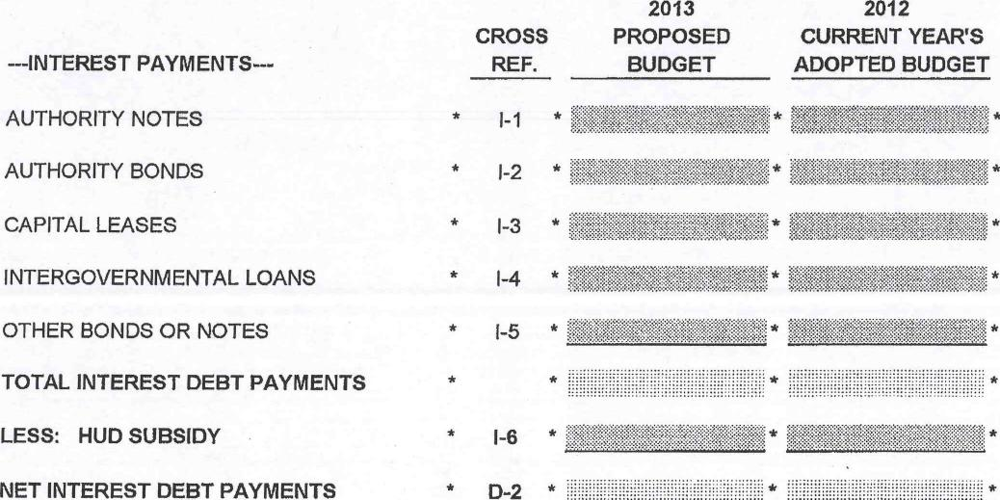 2013 2012
CROSS PROPOSED CURRENT YEAR'S
---INTEREST PAYMENTS--- REF. BUDGET ADOPTED BUDGET
AUTHORITY NOTES * I-1 * * *
AUTHORITY BONDS * I-2 * * *
CAPITAL LEASES * I-3 * * *
INTERGOVERNMENTAL LOANS * I-4 * * *
OTHER BONDS OR NOTES * I-5 * * *
TOTAL INTEREST DEBT PAYMENTS * * * *
LESS: HUD SUBSIDY * I-6 * * *
NET INTEREST DEBT PAYMENTS * D-2 * * *